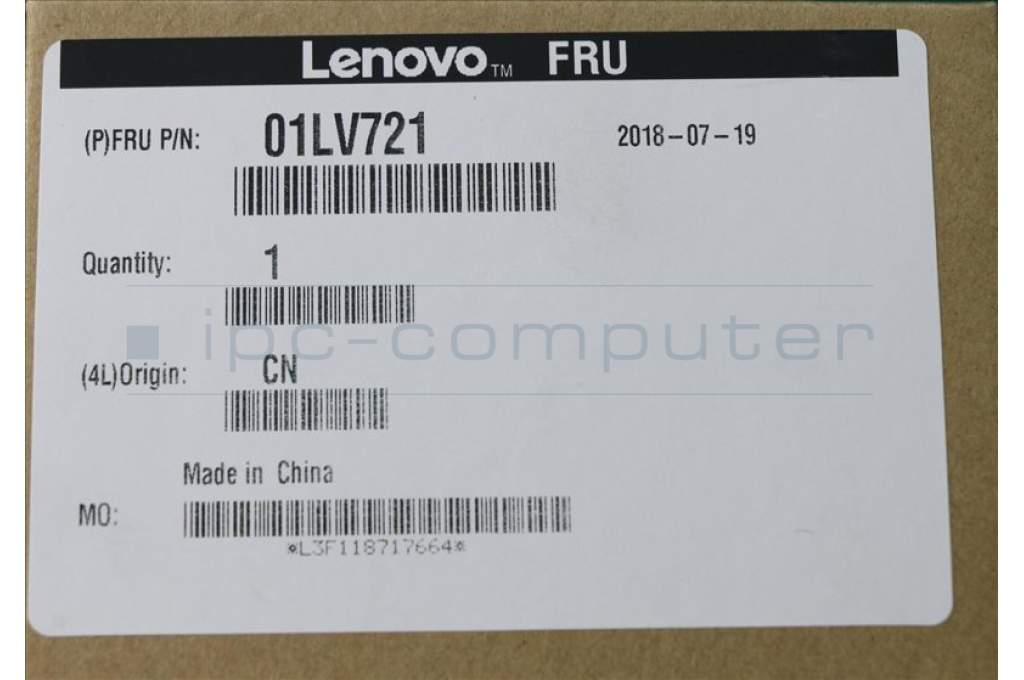 Lenovo™ FRU
(P)FRU P/N: 01LV721 2018-07-19
Quantity: 1
ipc-computer
(4L)Origin: CN
Made in China
MO:
*L3F118717664*